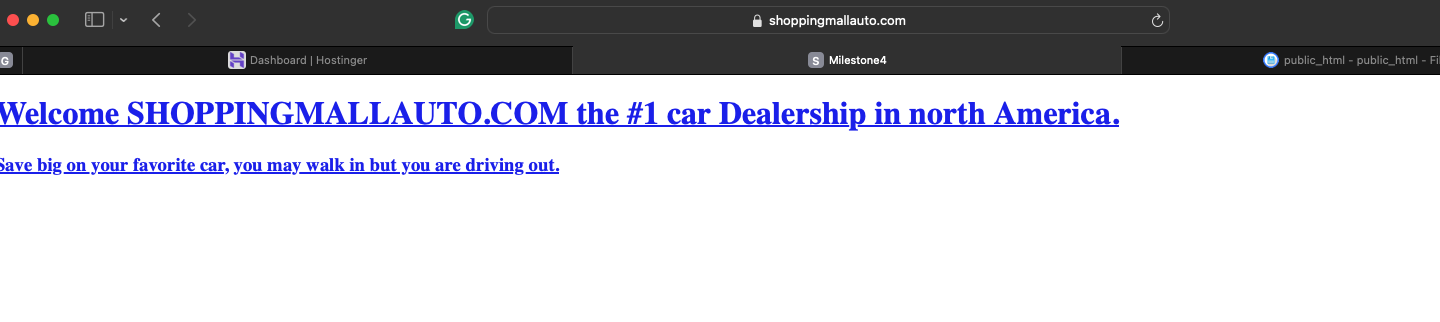 shoppingmallauto.com
G
Dashboard | Hostinger
S Milestone4
public_html - public_html - Fi
Welcome SHOPPINGMALLAUTO.COM the #1 car Dealership in north America.
Save big on your favorite car, you may walk in but you are driving out.